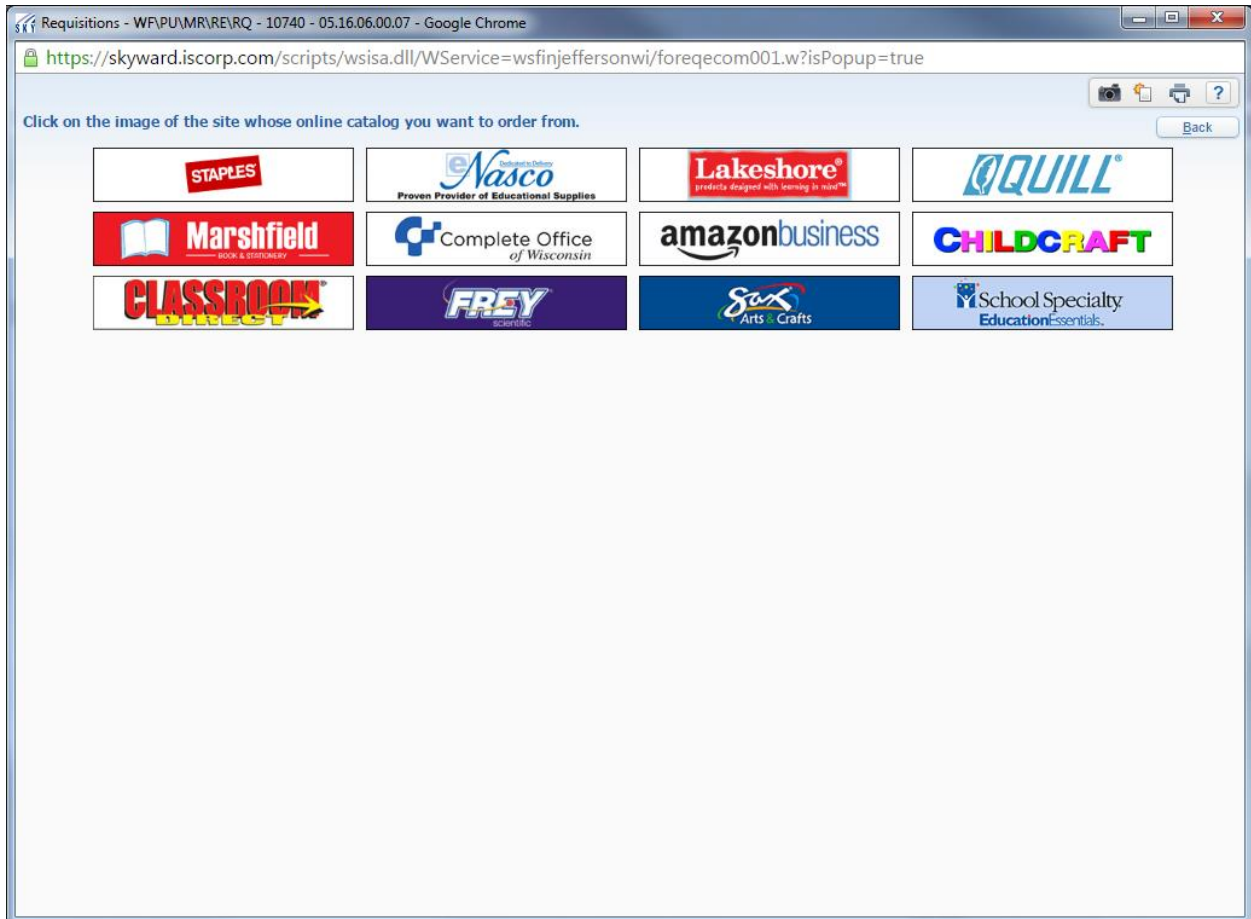 SKY Requisitions - WF\PU\MR\RE\RQ - 10740 - 05.16.06.00.07 - Google Chrome
https://skyward.iscorp.com/scripts/wsisa.dll/WService=wsfinjeffersonwi/foreqecom001.w?isPopup=true
?
Click on the image of the site whose online catalog you want to order from.
Back
STAPLES
eNasco
Dedicated to Delivery
Proven Provider of Educational Supplies
Lakeshore®
products designed with learning in mind™
QUILL®
Marshfield
BOOK & STATIONERY
Complete Office
of Wisconsin
amazonbusiness
CHILDCRAFT
CLASSROOM®
DIRECT
FREY
scientific
Sax
Arts & Crafts
School Specialty
EducationEssentials.